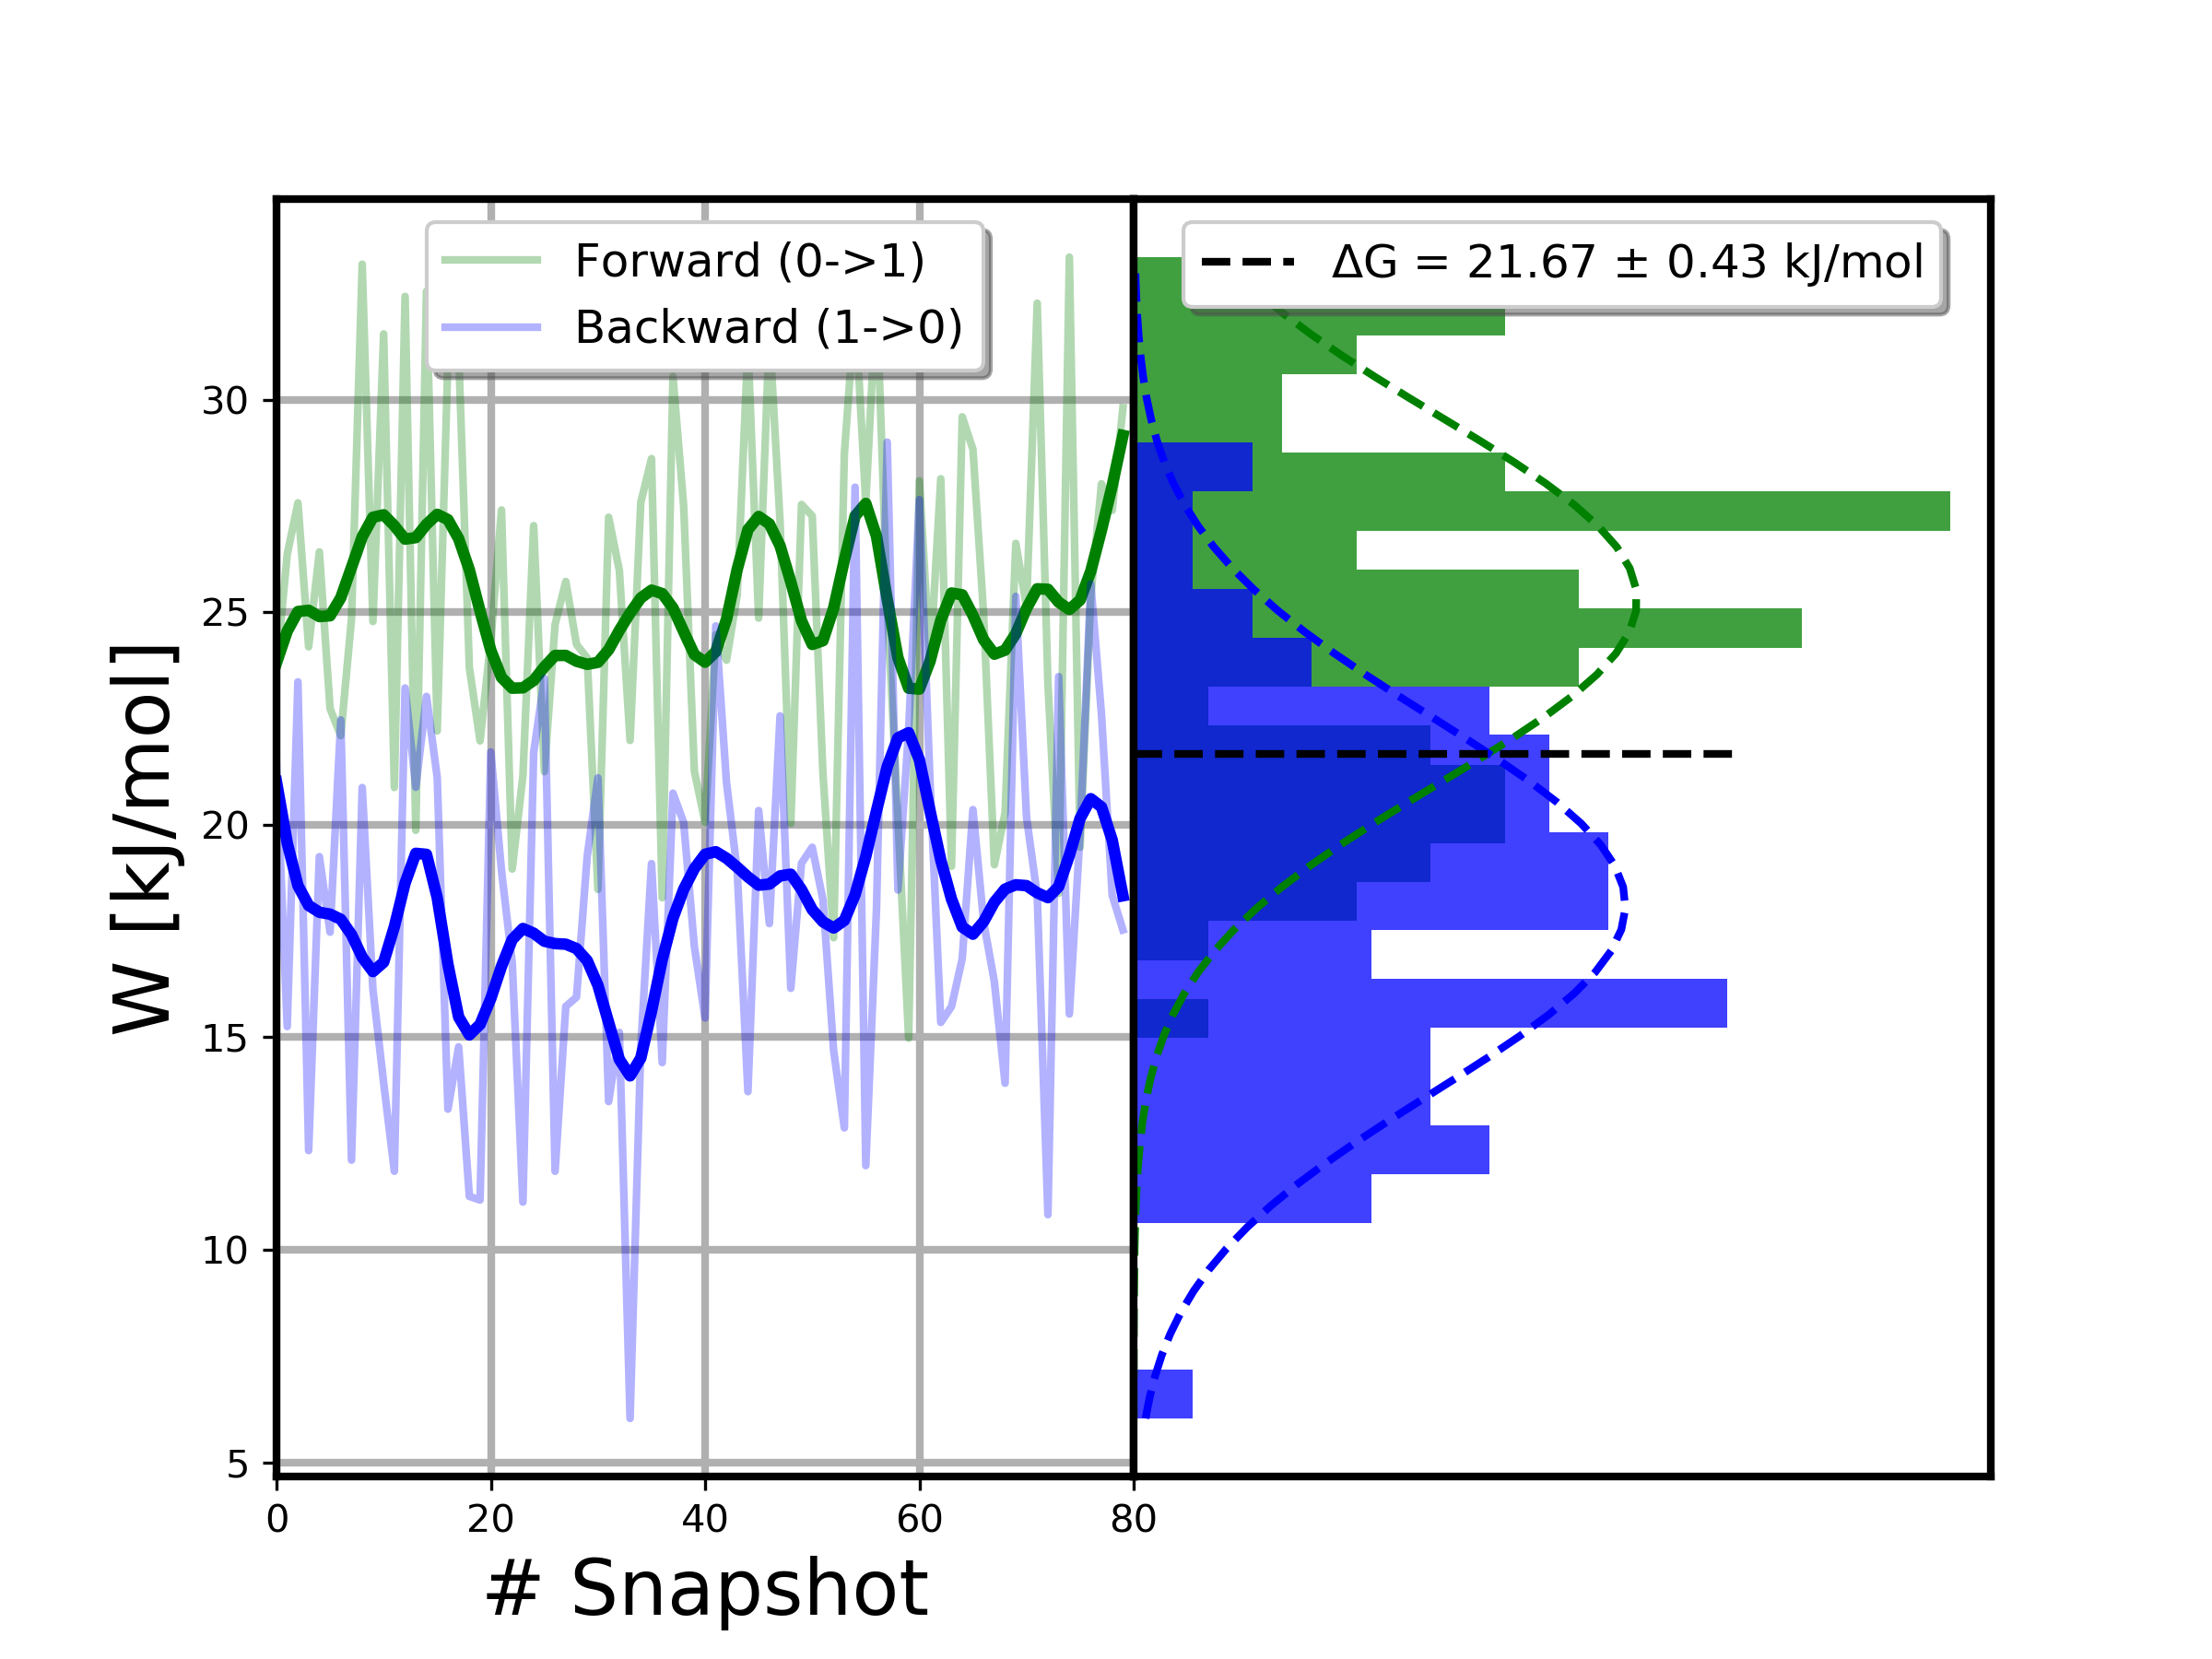 Forward (0->1)
Backward (1->0)
ΔG = 21.67 ± 0.43 kJ/mol
W [kJ/mol]
30
25
20
15
10
5
0
20
40
60
80
# Snapshot